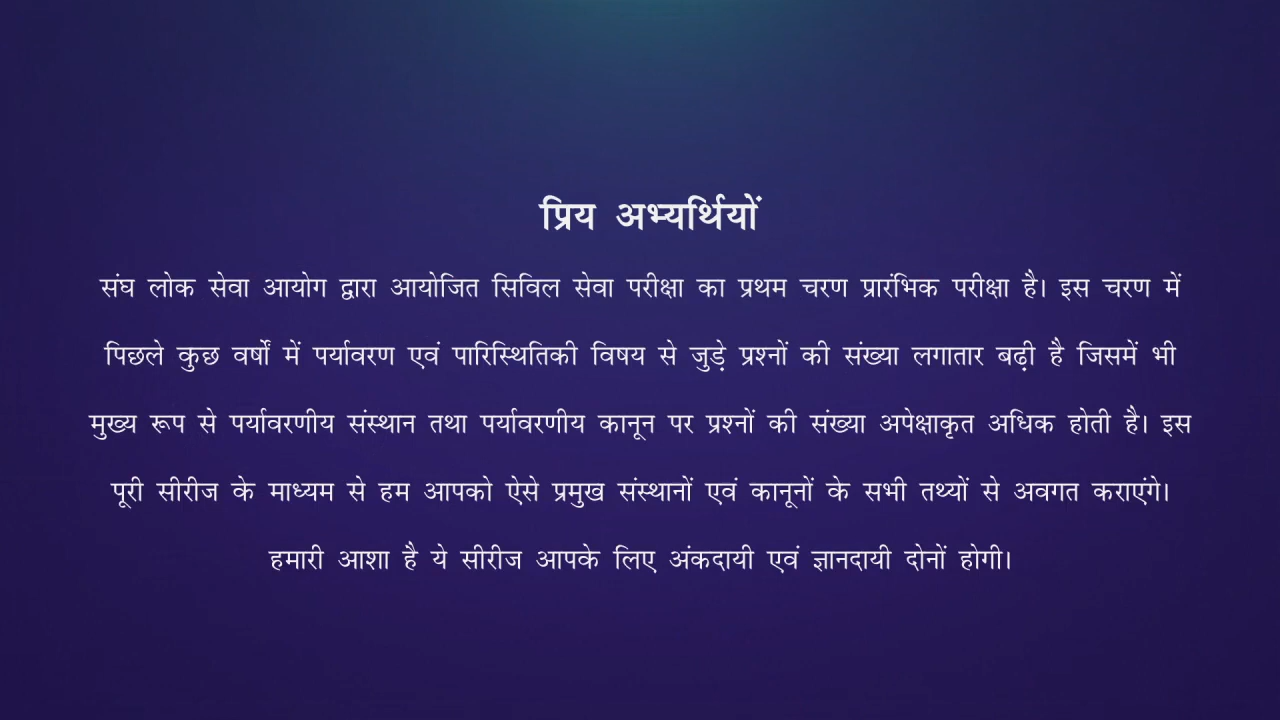 प्रिय अभ्यर्थियों
संघ लोक सेवा आयोग द्वारा आयोजित सिविल सेवा परीक्षा का प्रथम चरण प्रारंभिक परीक्षा है। इस चरण में
पिछले कुछ वर्षों में पर्यावरण एवं पारिस्थितिकी विषय से जुड़े प्रश्नों की संख्या लगातार बढ़ी है जिसमें भी
मुख्य रूप से पर्यावरणीय संस्थान तथा पर्यावरणीय कानून पर प्रश्नों की संख्या अपेक्षाकृत अधिक होती है। इस
पूरी सीरीज के माध्यम से हम आपको ऐसे प्रमुख संस्थानों एवं कानूनों के सभी तथ्यों से अवगत कराएंगे।
हमारी आशा है ये सीरीज आपके लिए अंकदायी एवं ज्ञानदायी दोनों होगी।